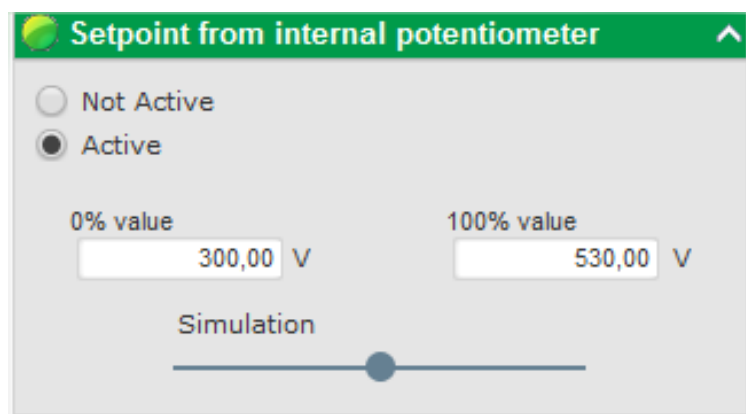 Setpoint from internal potentiometer
Not Active
Active
0% value 100% value
300,00 V 530,00 V
Simulation